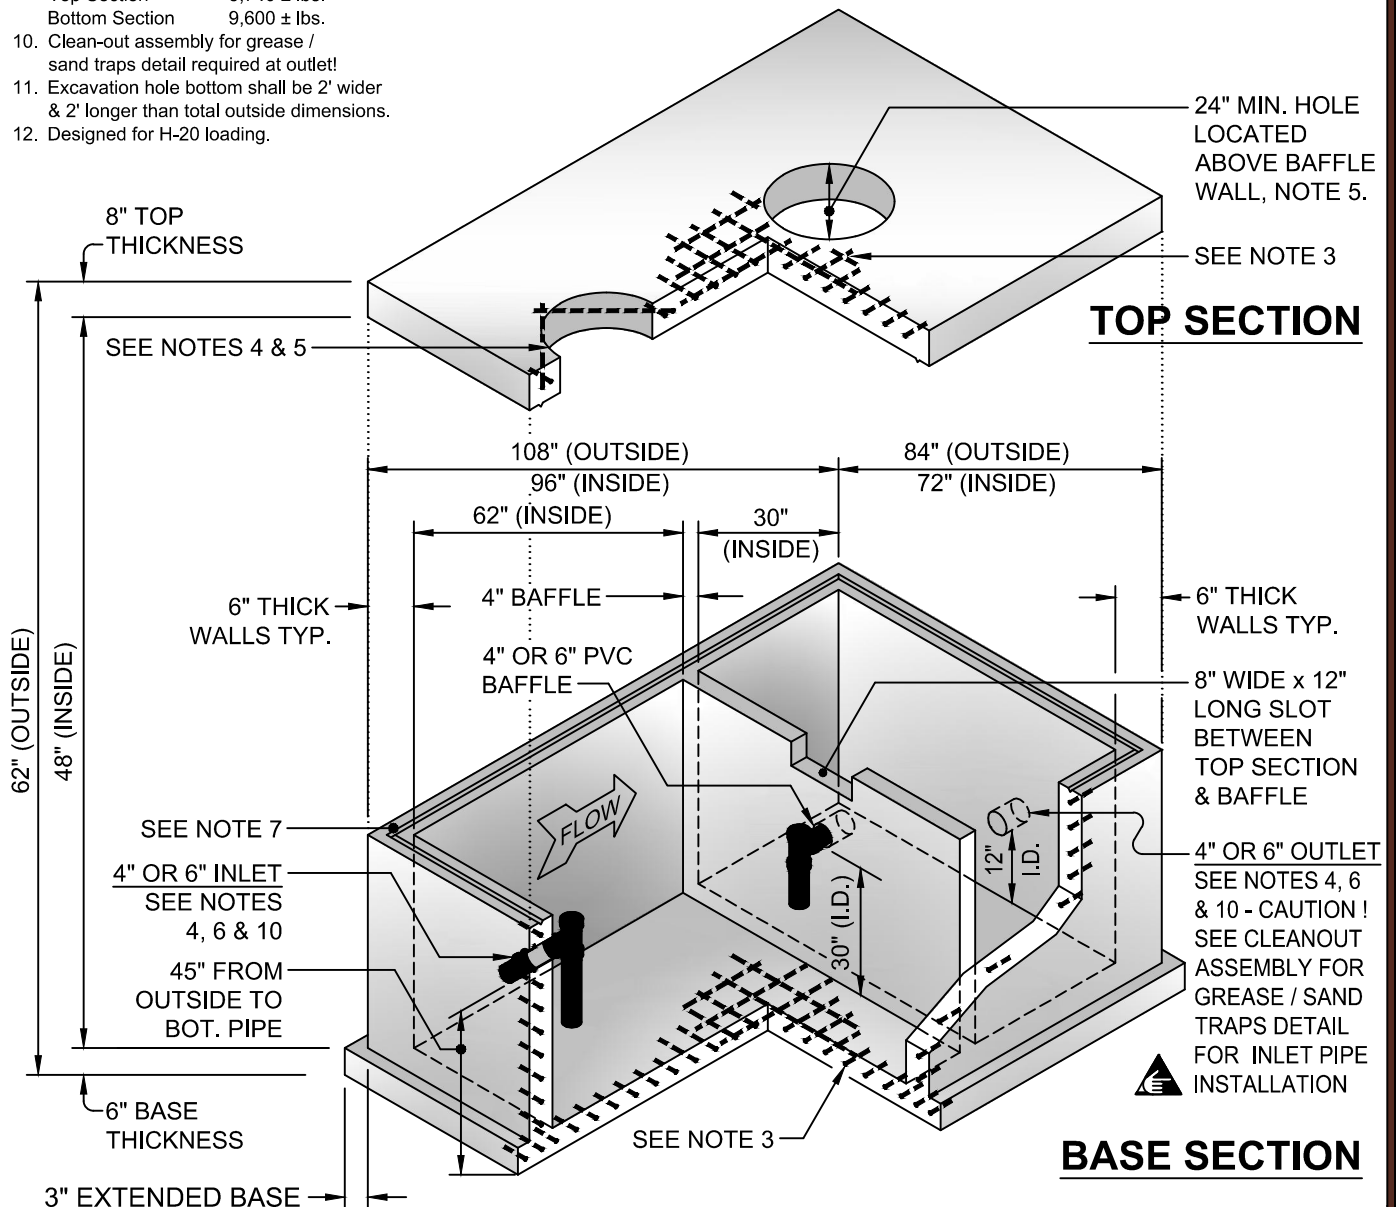 Bottom Section 9,600 ± lbs.
10. Clean-out assembly for grease /
sand traps detail required at outlet!
11. Excavation hole bottom shall be 2' wider
& 2' longer than total outside dimensions.
12. Designed for H-20 loading.
24" MIN. HOLE
LOCATED
ABOVE BAFFLE
WALL, NOTE 5.
8" TOP
THICKNESS
SEE NOTE 3
TOP SECTION
SEE NOTES 4 & 5
108" (OUTSIDE)
96" (INSIDE)
84" (OUTSIDE)
72" (INSIDE)
62" (INSIDE)
30"
(INSIDE)
6" THICK
WALLS TYP.
4" BAFFLE
6" THICK
WALLS TYP.
4" OR 6" PVC
BAFFLE
8" WIDE x 12"
LONG SLOT
BETWEEN
TOP SECTION
& BAFFLE
62" (OUTSIDE)
48" (INSIDE)
FLOW
SEE NOTE 7
4" OR 6" INLET
SEE NOTES
4, 6 & 10
45" FROM
OUTSIDE TO
BOT. PIPE
12"
I.D.
30" (I.D.)
4" OR 6" OUTLET
SEE NOTES 4, 6
& 10 - CAUTION !
SEE CLEANOUT
ASSEMBLY FOR
GREASE / SAND
TRAPS DETAIL
FOR INLET PIPE
INSTALLATION
6" BASE
THICKNESS
SEE NOTE 3
BASE SECTION
3" EXTENDED BASE